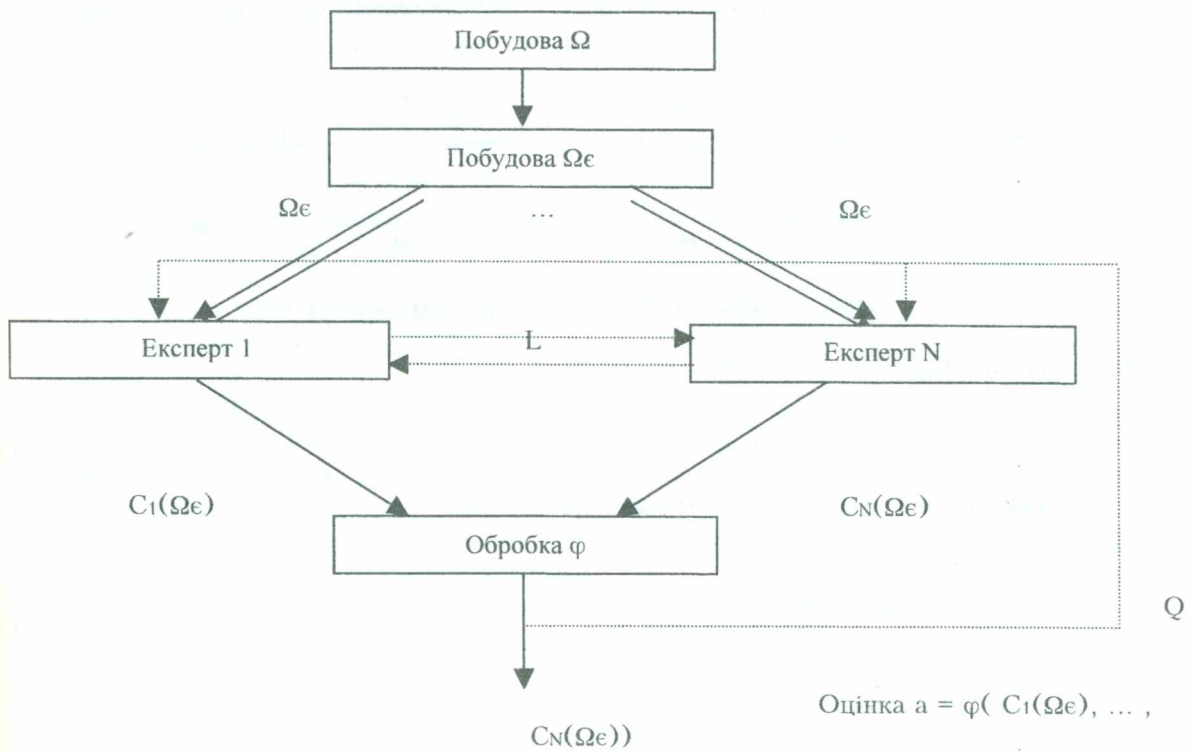 Побудова Ω
Побудова Ωє
Ωє ... Ωє
Експерт 1 L Експерт N
C1(Ωє) CN(Ωє)
Обробка φ
Q
Оцінка a = φ( C1(Ωє), ... ,
CN(Ωє))